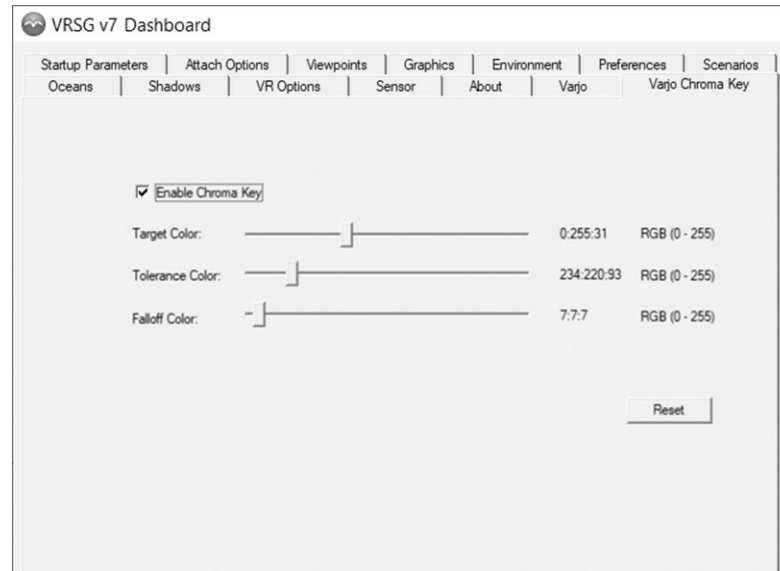 VRSG v7 Dashboard
Startup Parameters Attach Options Viewpoints Graphics Environment Preferences Scenarios
Oceans Shadows VR Options Sensor About Varjo Varjo Chroma Key
Enable Chroma Key
Target Color: 0:255:31 RGB (0 - 255)
Tolerance Color: 234:220:93 RGB (0 - 255)
Falloff Color: 7:7:7 RGB (0 - 255)
Reset